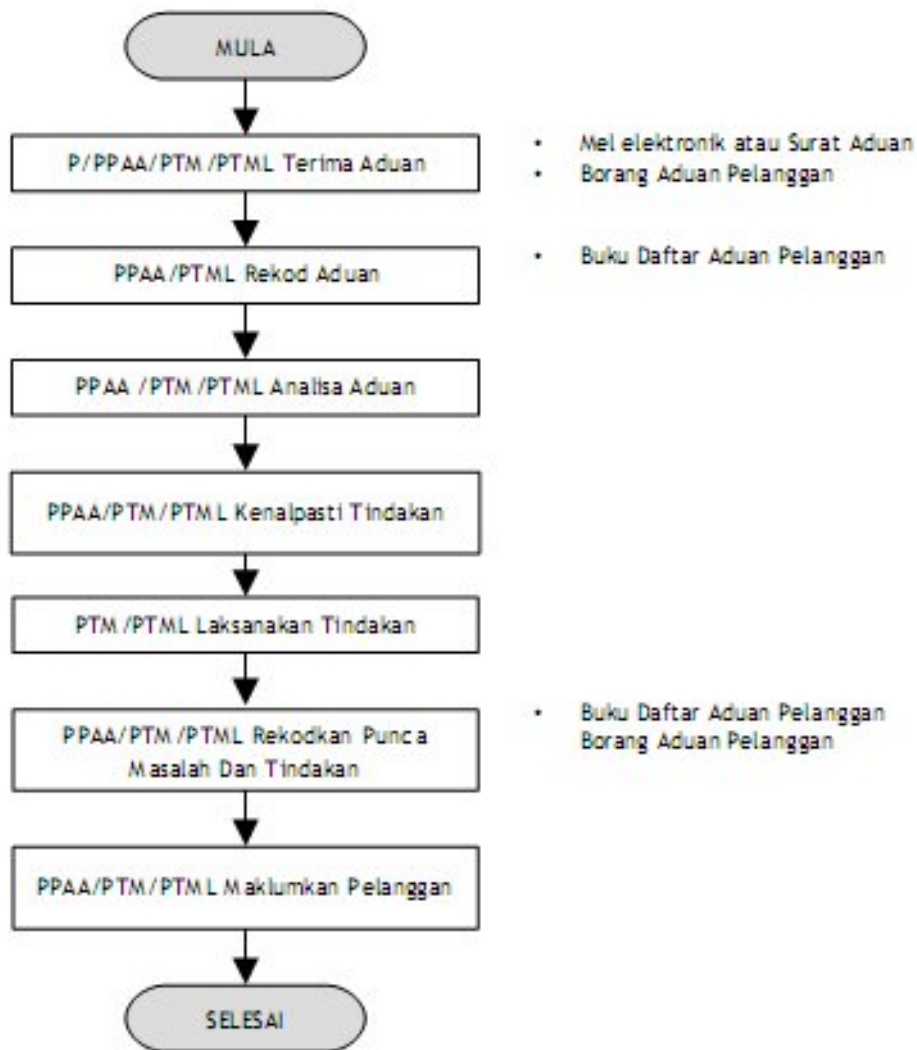 MULA
P/PPAA/PTM/PTML Terima Aduan
• Mel elektronik atau Surat Aduan
• Borang Aduan Pelanggan
PPAA/PTML Rekod Aduan
• Buku Daftar Aduan Pelanggan
PPAA /PTM/PTML Analisa Aduan
PPAA/PTM/PTML Kenalpasti Tindakan
PTM/PTML Laksanakan Tindakan
PPAA/PTM/PTML Rekodkan Punca
Masalah Dan Tindakan
• Buku Daftar Aduan Pelanggan
Borang Aduan Pelanggan
PPAA/PTM/PTML Maklumkan Pelanggan
SELESAI